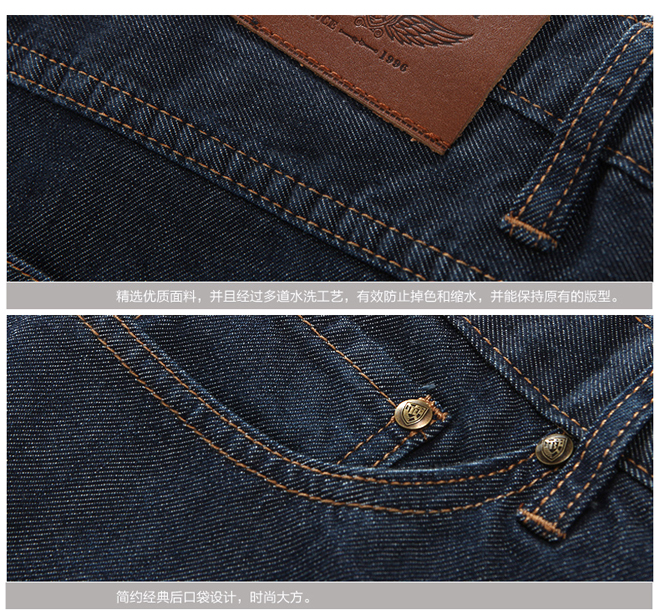 1996
精选优质面料，并且经过多道水洗工艺，有效防止掉色和缩水，并能保持原有的版型。
简约经典后口袋设计，时尚大方。